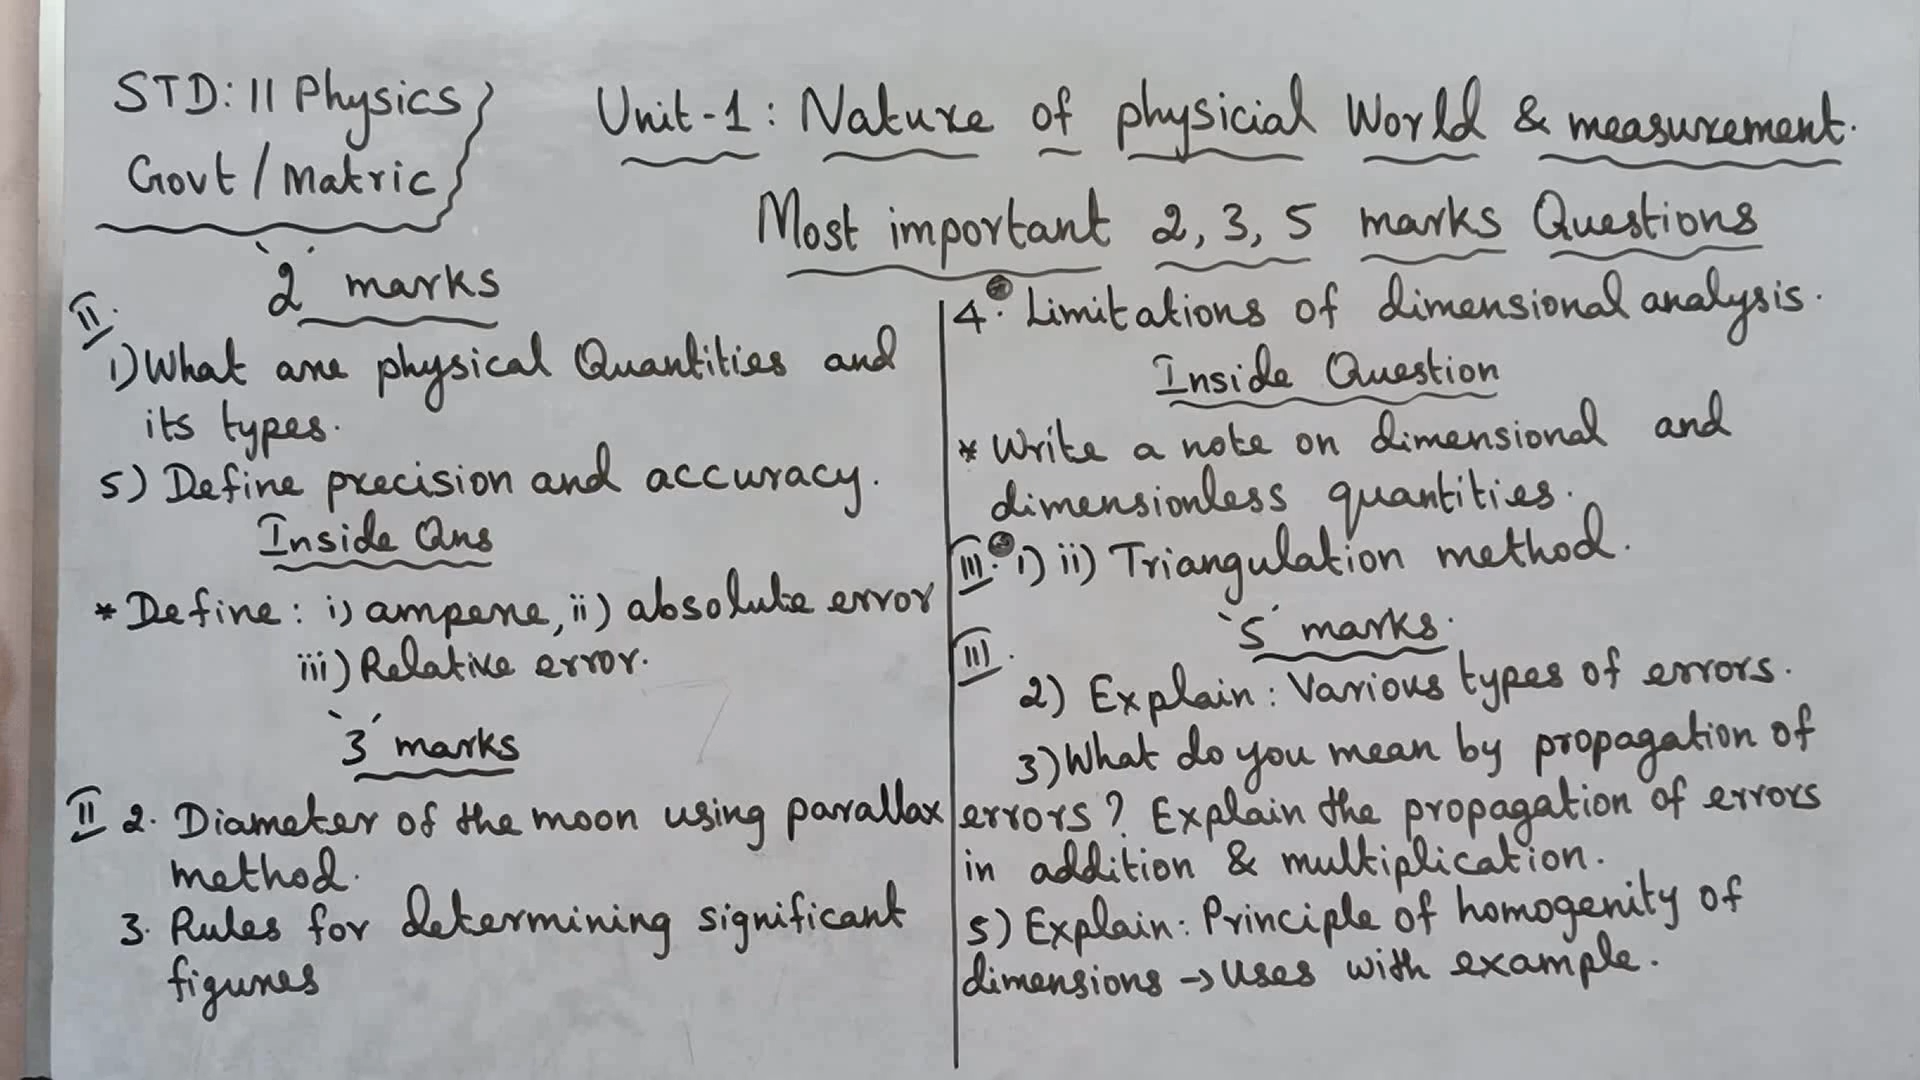 STD: 11 Physics
Govt / Matric
Unit-1: Nature of physicial World & measurement.
Most important 2, 3, 5 marks Questions
'2' marks
II.
1) What are physical Quantities and
its types.
5) Define precision and accuracy.
Inside Qns
* Define: i) ampere, ii) absolute error
iii) Relative error.
'3' marks
II 2. Diameter of the moon using parallax
method.
3. Rules for determining significant
figures
4. Limitations of dimensional analysis.
Inside Question
* Write a note on dimensional and
dimensionless quantities.
III. 1) ii) Triangulation method.
'5' marks.
III.
2) Explain: Various types of errors.
3) What do you mean by propagation of
errors? Explain the propagation of errors
in addition & multiplication.
5) Explain: Principle of homogenity of
dimensions → Uses with example.